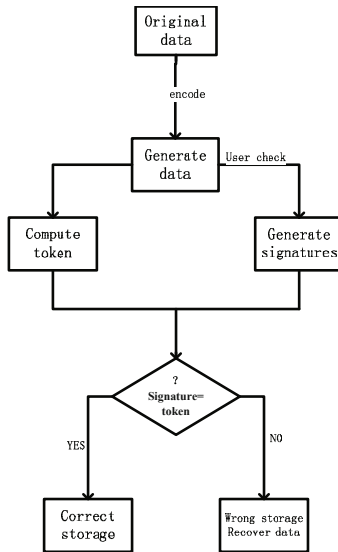 Original
data
encode
Generate
data
User check
Compute
token
Generate
signatures
?
Signature=
token
YES
NO
Correct
storage
Wrong storage
Recover data